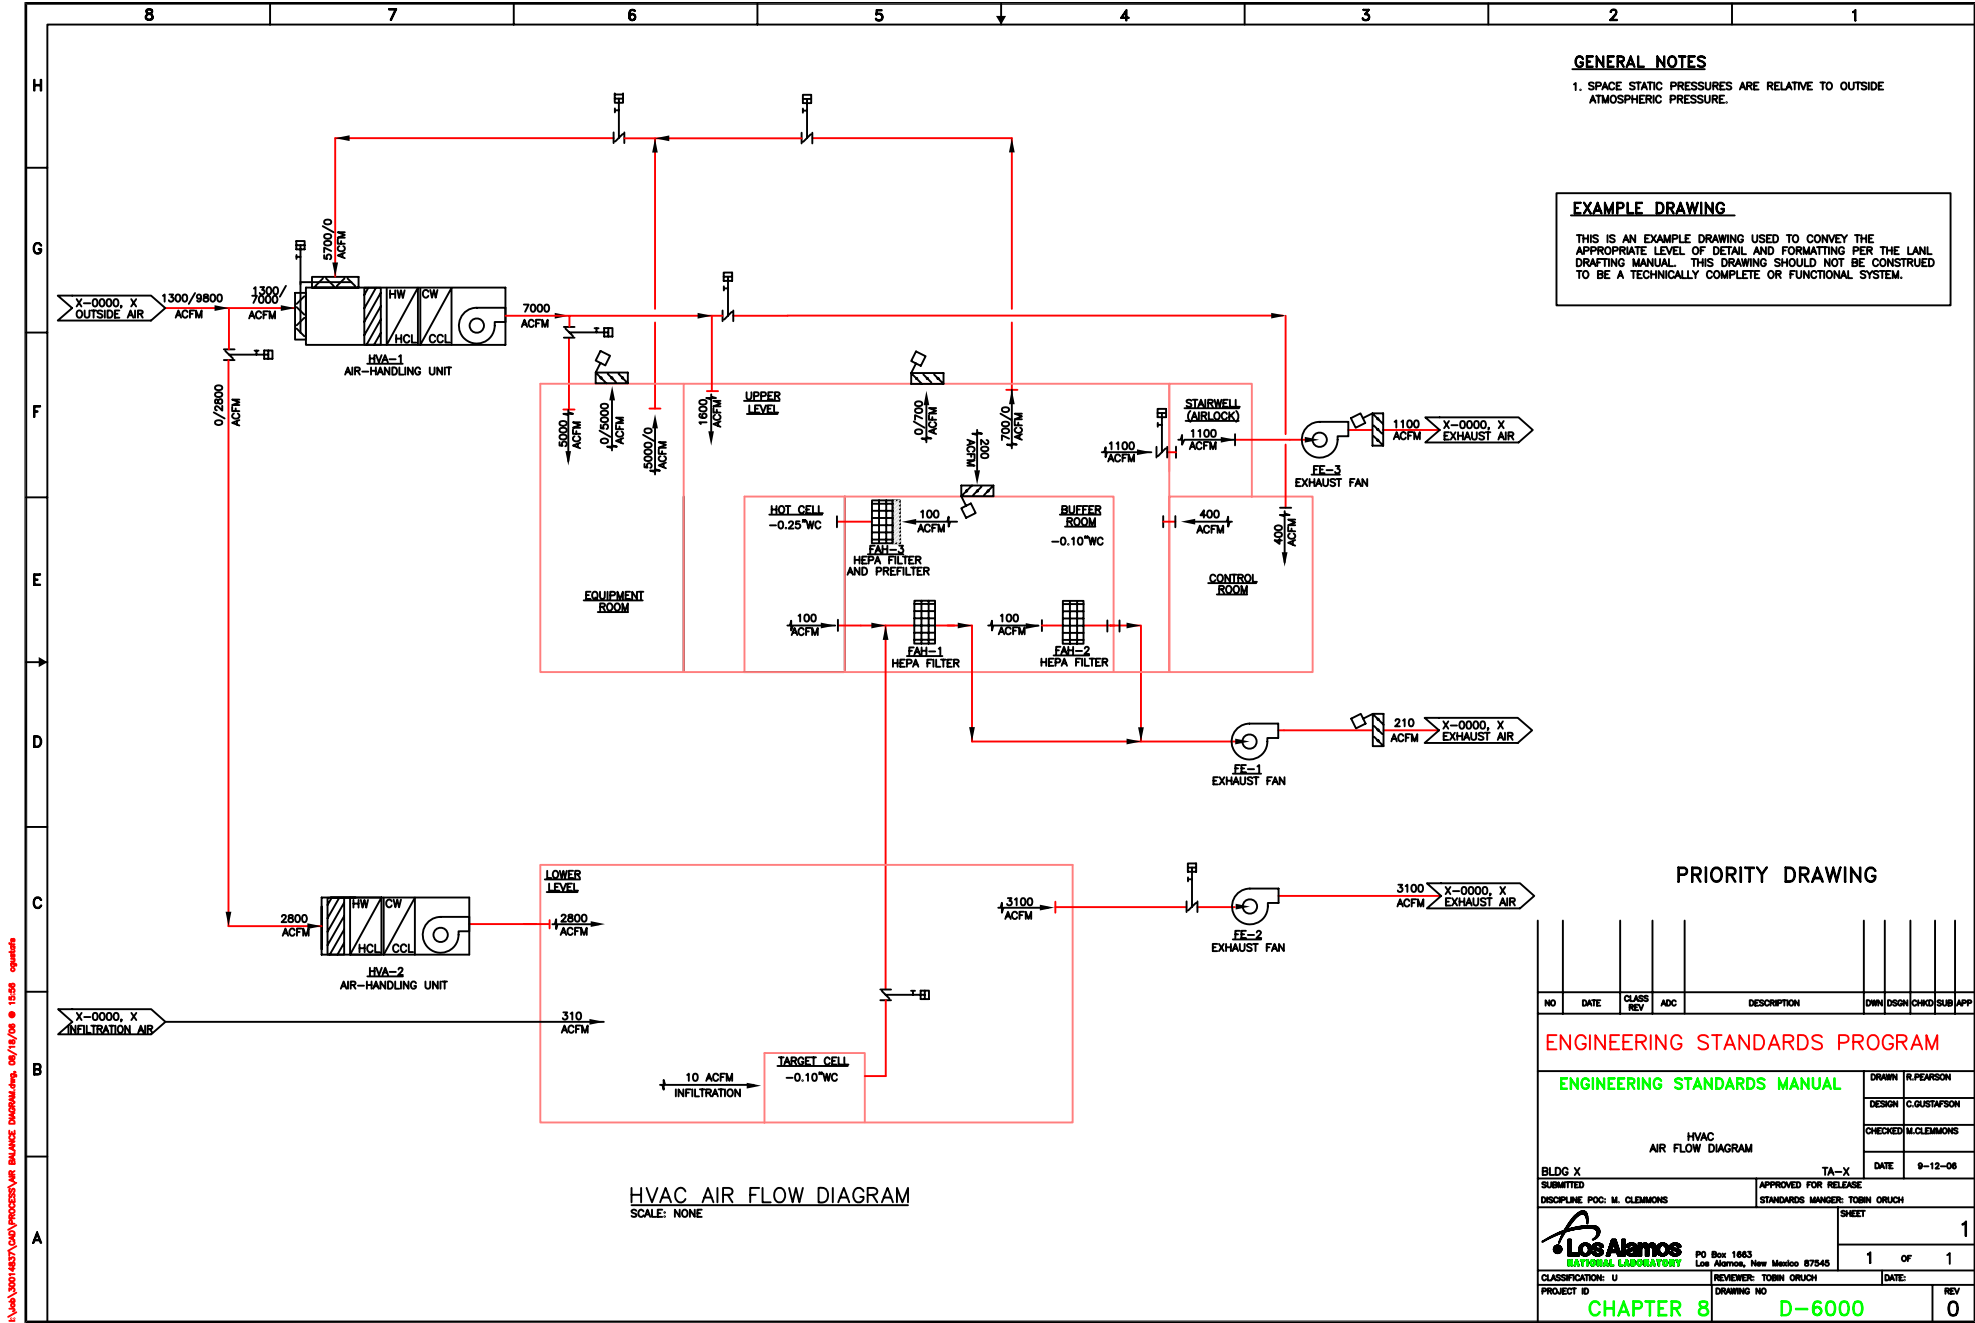 8 7 6 5 4 3 2 1
H
G
F
E
D
C
B
A
GENERAL NOTES
1. SPACE STATIC PRESSURES ARE RELATIVE TO OUTSIDE
ATMOSPHERIC PRESSURE.
EXAMPLE DRAWING
THIS IS AN EXAMPLE DRAWING USED TO CONVEY THE
APPROPRIATE LEVEL OF DETAIL AND FORMATTING PER THE LANL
DRAFTING MANUAL. THIS DRAWING SHOULD NOT BE CONSTRUED
TO BE A TECHNICALLY COMPLETE OR FUNCTIONAL SYSTEM.
5700/0
ACFM
X-0000, X
OUTSIDE AIR
1300/9800
ACFM
1300/
7000
ACFM
HW
CW
HCL
CCL
HVA-1
AIR-HANDLING UNIT
7000
ACFM
0/2800
ACFM
5000
ACFM
0/5000
ACFM
5000/0
ACFM
1600
ACFM
UPPER
LEVEL
0/700
ACFM
200
ACFM
700/0
ACFM
1100
ACFM
STAIRWELL
(AIRLOCK)
1100
ACFM
FE-3
EXHAUST FAN
1100
ACFM
X-0000, X
EXHAUST AIR
HOT CELL
-0.25"WC
100
ACFM
FAH-3
HEPA FILTER
AND PREFILTER
BUFFER
ROOM
-0.10"WC
400
ACFM
400
ACFM
EQUIPMENT
ROOM
CONTROL
ROOM
100
ACFM
FAH-1
HEPA FILTER
100
ACFM
FAH-2
HEPA FILTER
FE-1
EXHAUST FAN
210
ACFM
X-0000, X
EXHAUST AIR
LOWER
LEVEL
2800
ACFM
HW
CW
HCL
CCL
HVA-2
AIR-HANDLING UNIT
2800
ACFM
3100
ACFM
FE-2
EXHAUST FAN
3100
ACFM
X-0000, X
EXHAUST AIR
X-0000, X
INFILTRATION AIR
310
ACFM
10 ACFM
INFILTRATION
TARGET CELL
-0.10"WC
HVAC AIR FLOW DIAGRAM
SCALE: NONE
PRIORITY DRAWING
NO DATE CLASS REV ADC DESCRIPTION DWN DSGN CHKD SUB APP
ENGINEERING STANDARDS PROGRAM
ENGINEERING STANDARDS MANUAL
DRAWN R.PEARSON
DESIGN C.GUSTAFSON
CHECKED M.CLEMMONS
DATE 9-12-06
HVAC
AIR FLOW DIAGRAM
BLDG X TA-X
SUBMITTED
DISCIPLINE POC: M. CLEMMONS
APPROVED FOR RELEASE
STANDARDS MANGER: TOBIN ORUCH
Los Alamos
NATIONAL LABORATORY
PO Box 1663
Los Alamos, New Mexico 87545
SHEET
1
1 OF 1
CLASSIFICATION: U
REVIEWER: TOBIN ORUCH
DATE:
PROJECT ID
CHAPTER 8
DRAWING NO
D-6000
REV
0